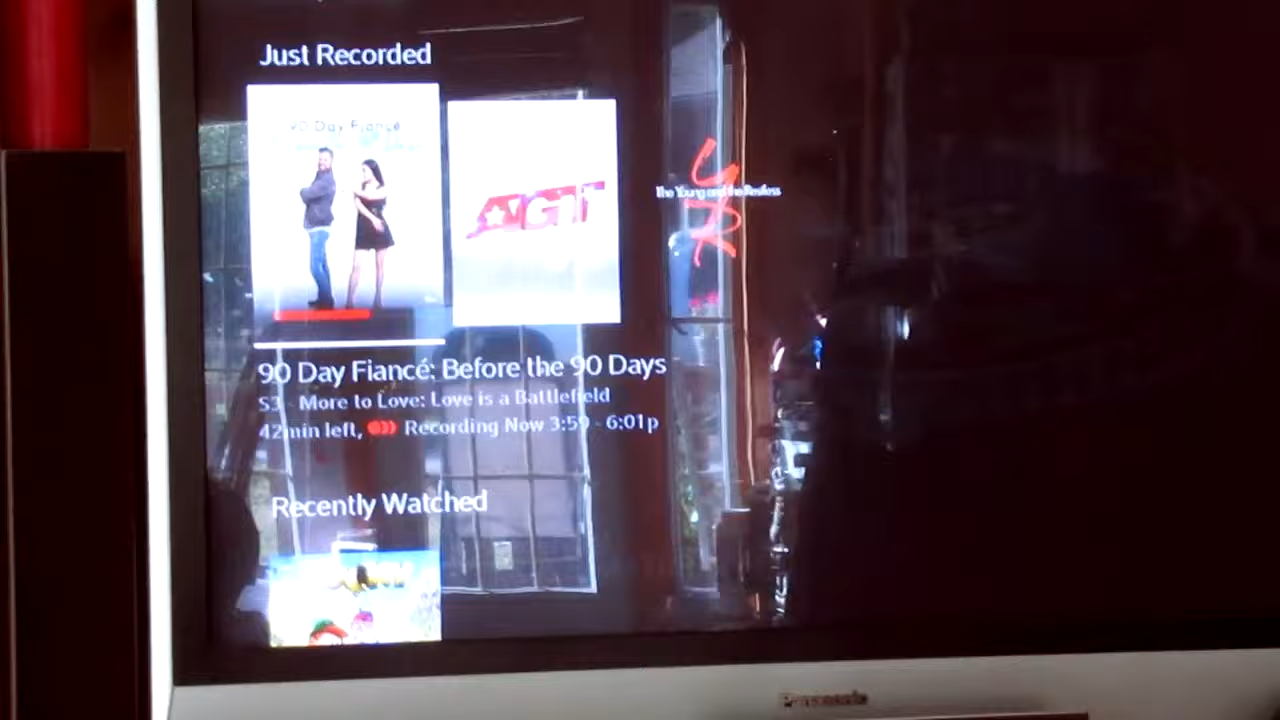 Just Recorded
90 Day Fiancé
AGT
The Young and the Restless
90 Day Fiancé: Before the 90 Days
S3 - More to Love: Love is a Battlefield
42min left, Recording Now 3:59 - 6:01p
Recently Watched
Panasonic